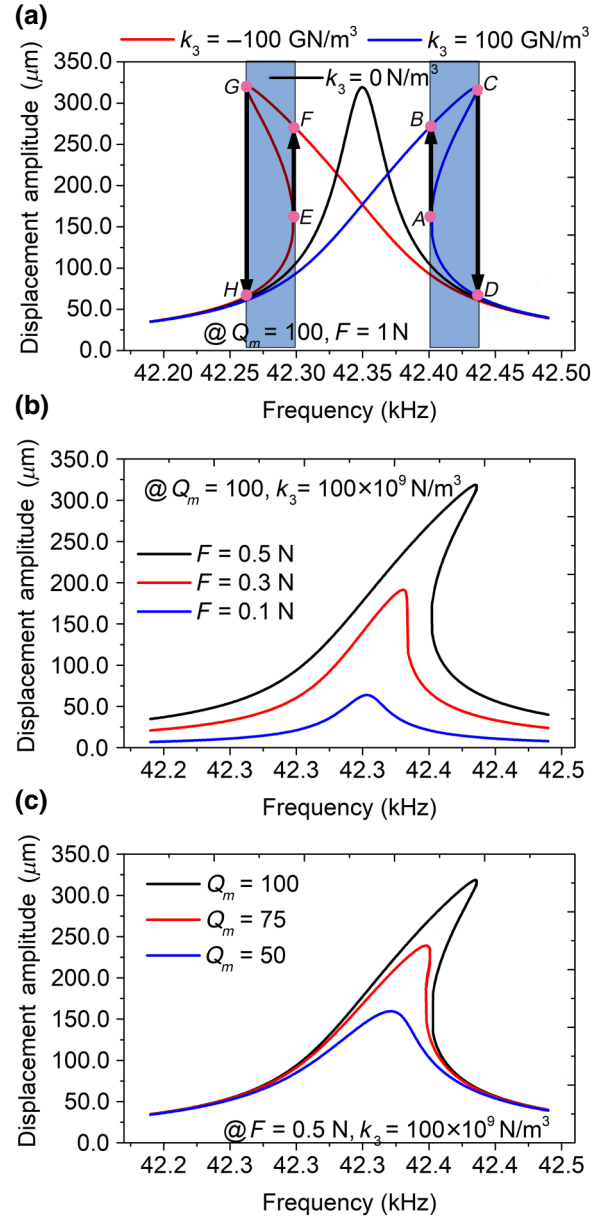 (a)
k₃ = –100 GN/m³ k₃ = 100 GN/m³
k₃ = 0 N/m³
350.0
300.0
250.0
200.0
150.0
100.0
50.0
0.0
Displacement amplitude (μm)
G
F
E
H
B
C
A
D
@ Qₘ = 100, F = 1 N
42.20 42.30 42.35 42.40 42.50
Frequency (kHz)
(b)
350.0
300.0
250.0
200.0
150.0
100.0
50.0
0.0
Displacement amplitude (μm)
@ Qₘ = 100, k₃ = 100×10⁹ N/m³
F = 0.5 N
F = 0.3 N
F = 0.1 N
42.2 42.3 42.3 42.4 42.4 42.5
Frequency (kHz)
(c)
350.0
300.0
250.0
200.0
150.0
100.0
50.0
0.0
Displacement amplitude (μm)
Qₘ = 100
Qₘ = 75
Qₘ = 50
@ F = 0.5 N, k₃ = 100×10⁹ N/m³
42.2 42.3 42.3 42.4 42.4 42.5
Frequency (kHz)